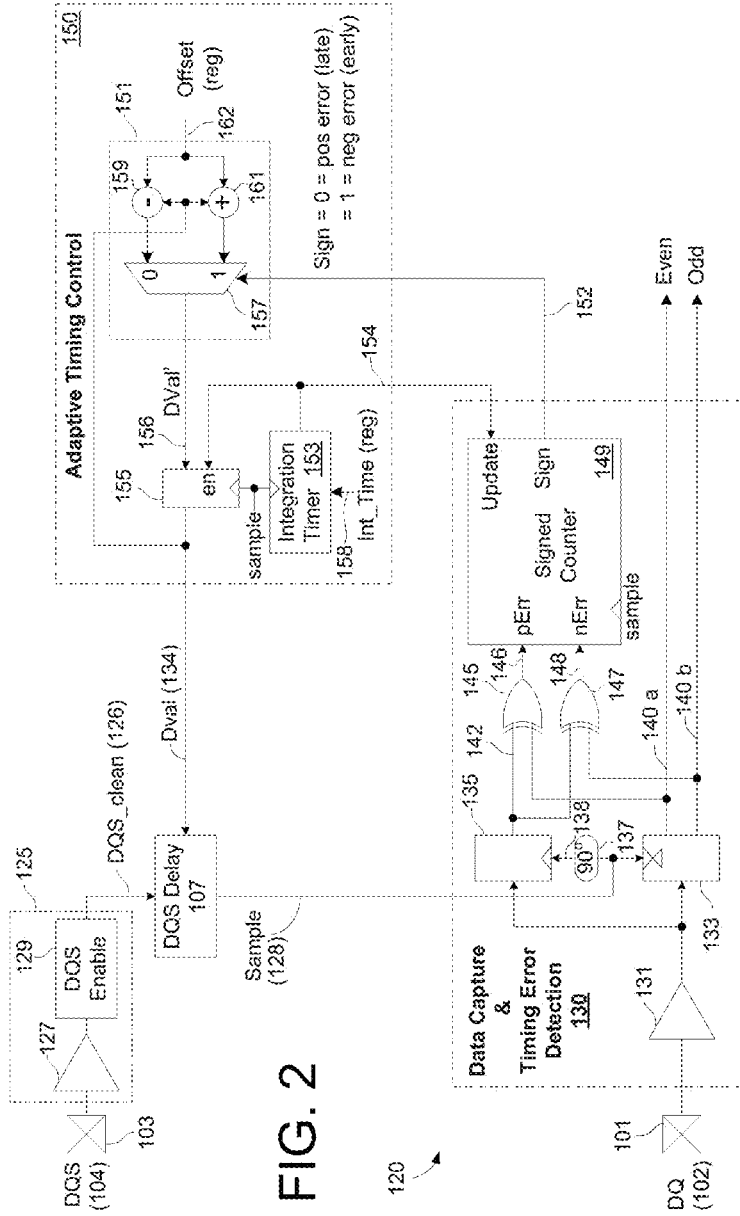 DQS
(104)
103
127
129
125
DQS
Enable
DQS_clean (126)
DQS Delay
107
Sample
(128)
Dval (134)
Adaptive Timing Control
150
151
159
-
+
161
162
Offset
(reg)
0
1
157
DVal'
156
155
en
sample
Integration
Timer 153
158
Int_Time (reg)
154
Sign = 0 = pos error (late)
= 1 = neg error (early)
152
FIG. 2
120
DQ
(102)
101
131
Data Capture
&
Timing Error
Detection
130
133
135
90°
138
137
142
145
146
148
147
140 a
140 b
pErr
nErr
Signed
Counter
Update
Sign
149
sample
Even
Odd